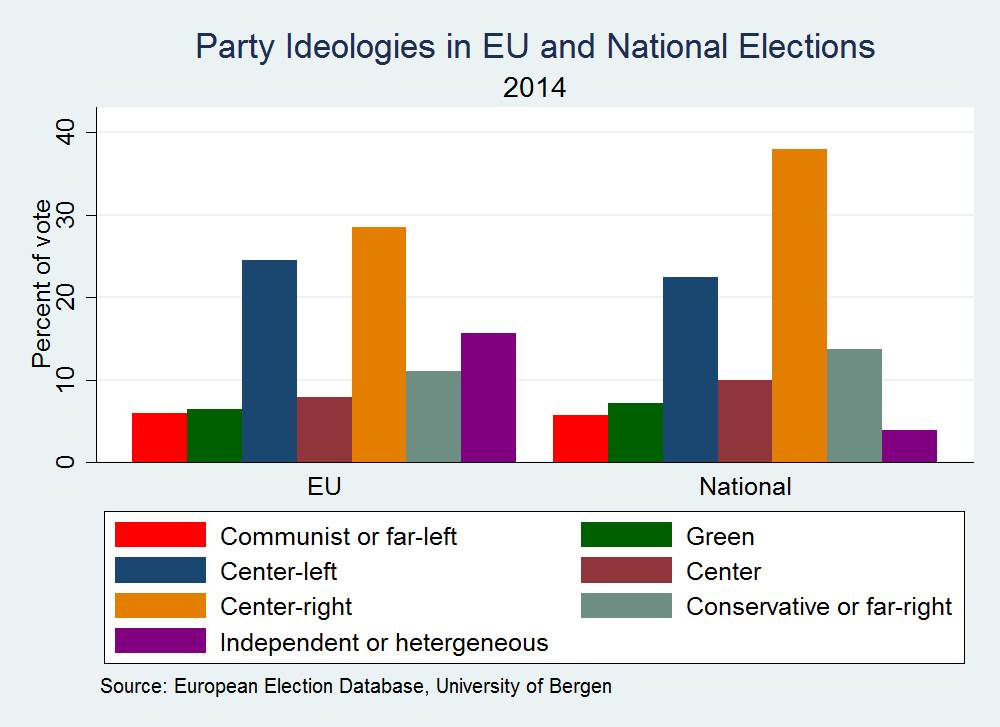 Party Ideologies in EU and National Elections
2014
Percent of vote
40
30
20
10
0
EU
National
Communist or far-left
Green
Center-left
Center
Center-right
Conservative or far-right
Independent or hetergeneous
Source: European Election Database, University of Bergen